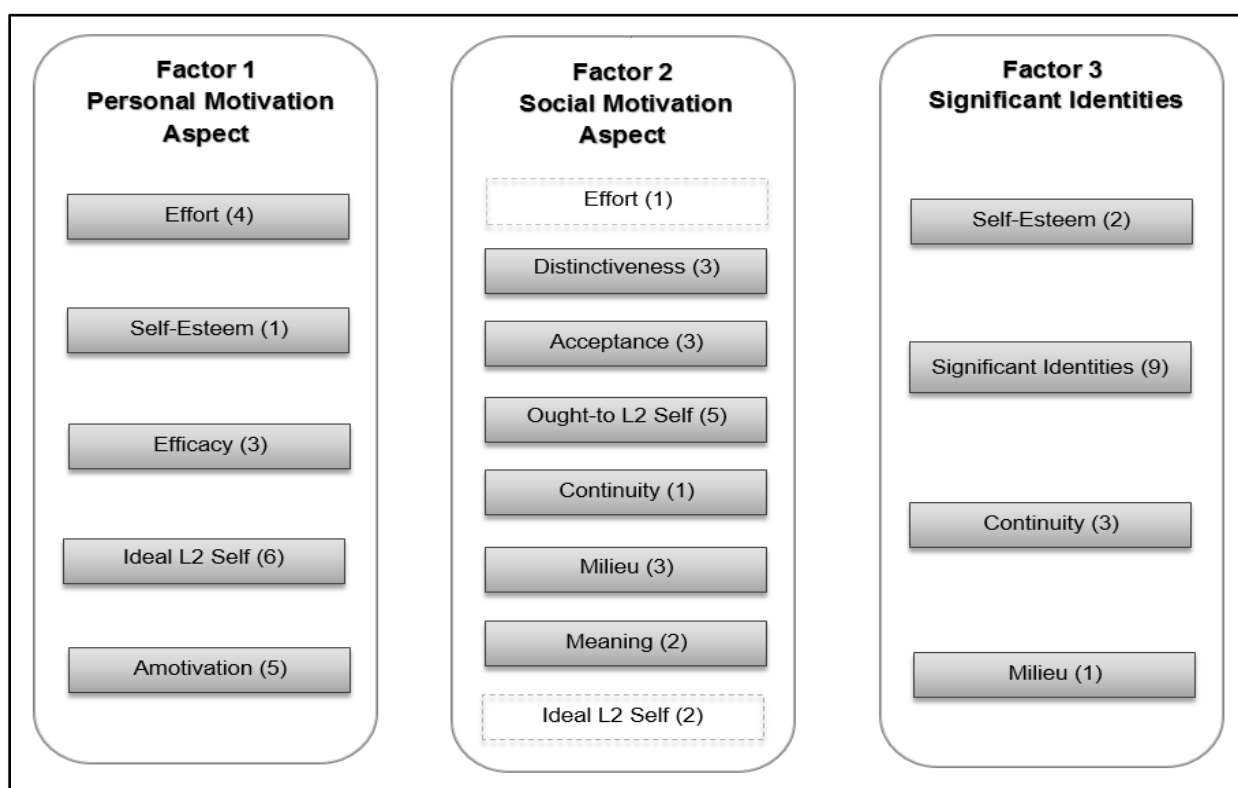 Factor 1
Personal Motivation
Aspect
Effort (4)
Self-Esteem (1)
Efficacy (3)
Ideal L2 Self (6)
Amotivation (5)
Factor 2
Social Motivation
Aspect
Effort (1)
Distinctiveness (3)
Acceptance (3)
Ought-to L2 Self (5)
Continuity (1)
Milieu (3)
Meaning (2)
Ideal L2 Self (2)
Factor 3
Significant Identities
Self-Esteem (2)
Significant Identities (9)
Continuity (3)
Milieu (1)